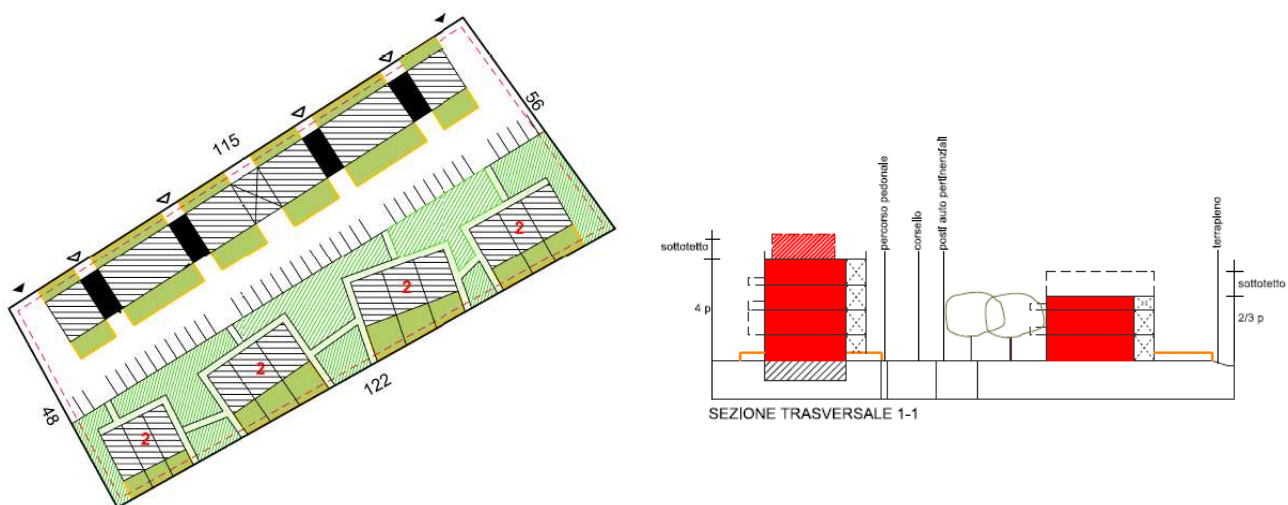 115
56
2
2
2
2
122
48
percorso pedonale
corsello
posti auto pertinenziali
terrapieno
sottotetto
4 p
sottotetto
2/3 p
SEZIONE TRASVERSALE 1-1